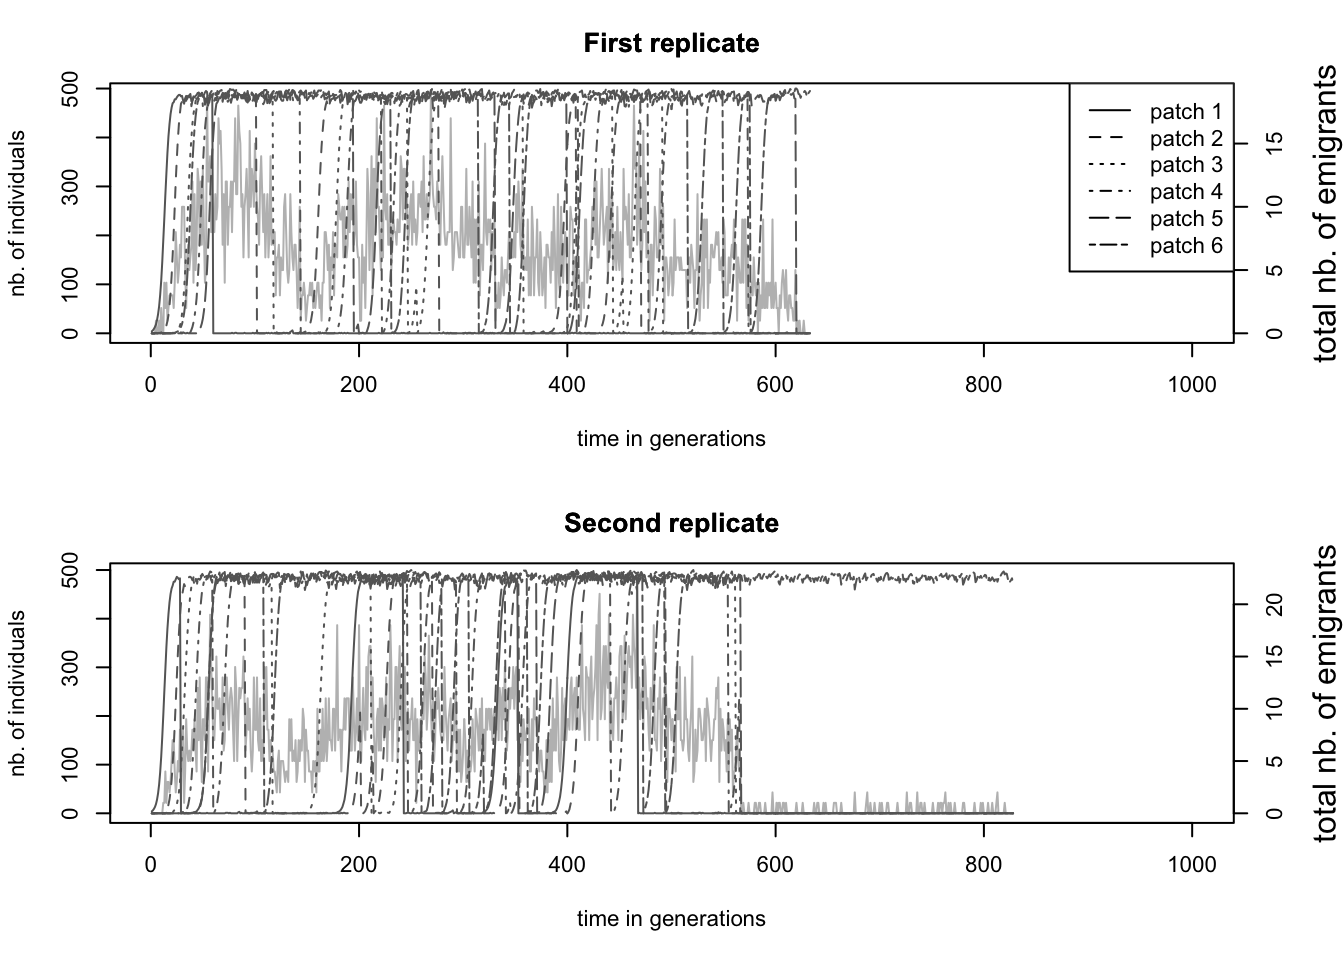 First replicate
nb. of individuals
500
300
100
0
patch 1
patch 2
patch 3
patch 4
patch 5
patch 6
15
10
5
0
total nb. of emigrants
0 200 400 600 800 1000
time in generations
Second replicate
nb. of individuals
500
300
100
0
20
15
10
5
0
total nb. of emigrants
0 200 400 600 800 1000
time in generations